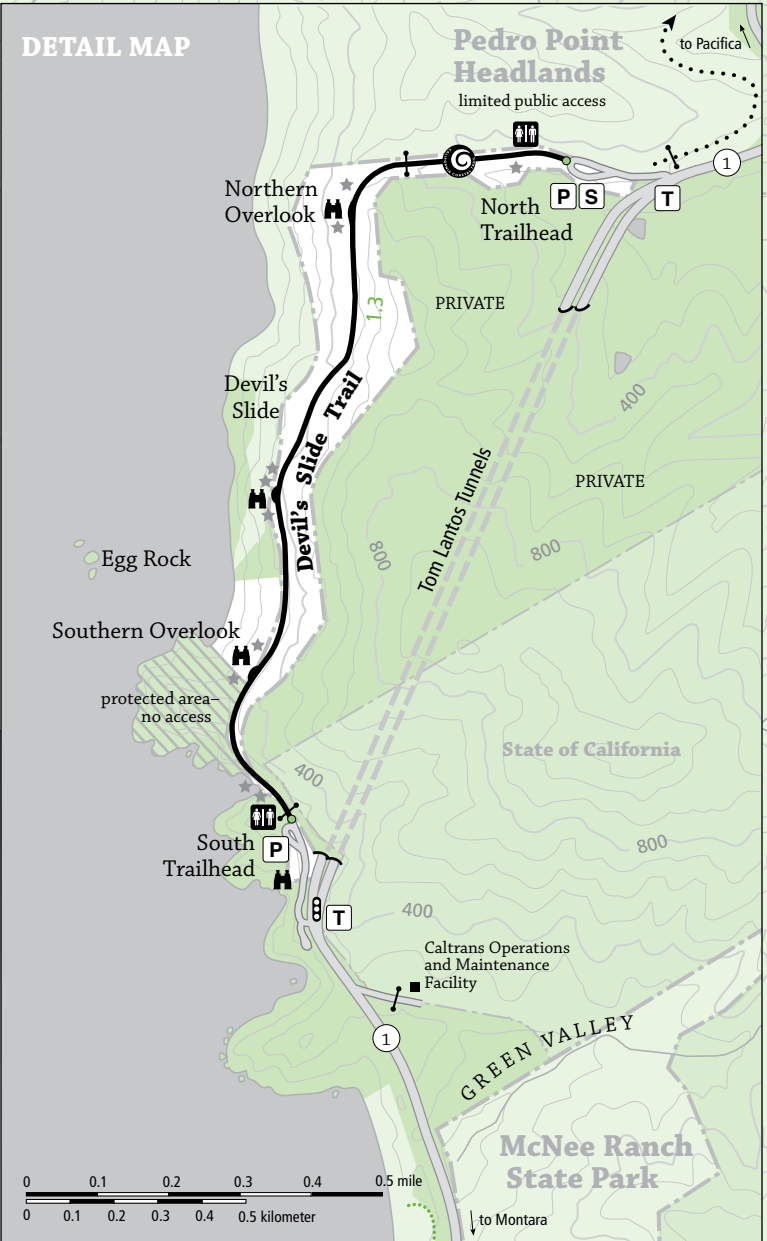 DETAIL MAP
Pedro Point
Headlands
limited public access
to Pacifica
1
Northern
Overlook
P S
T
North
Trailhead
1.3
PRIVATE
Devil's
Slide
400
Devil's Slide Trail
Tom Lantos Tunnels
PRIVATE
800
800
Egg Rock
Southern Overlook
protected area–
no access
State of California
400
South
Trailhead
P
800
T
400
Caltrans Operations
and Maintenance
Facility
1
GREEN VALLEY
McNee Ranch
State Park
0 0.1 0.2 0.3 0.4 0.5 mile
0 0.1 0.2 0.3 0.4 0.5 kilometer
to Montara